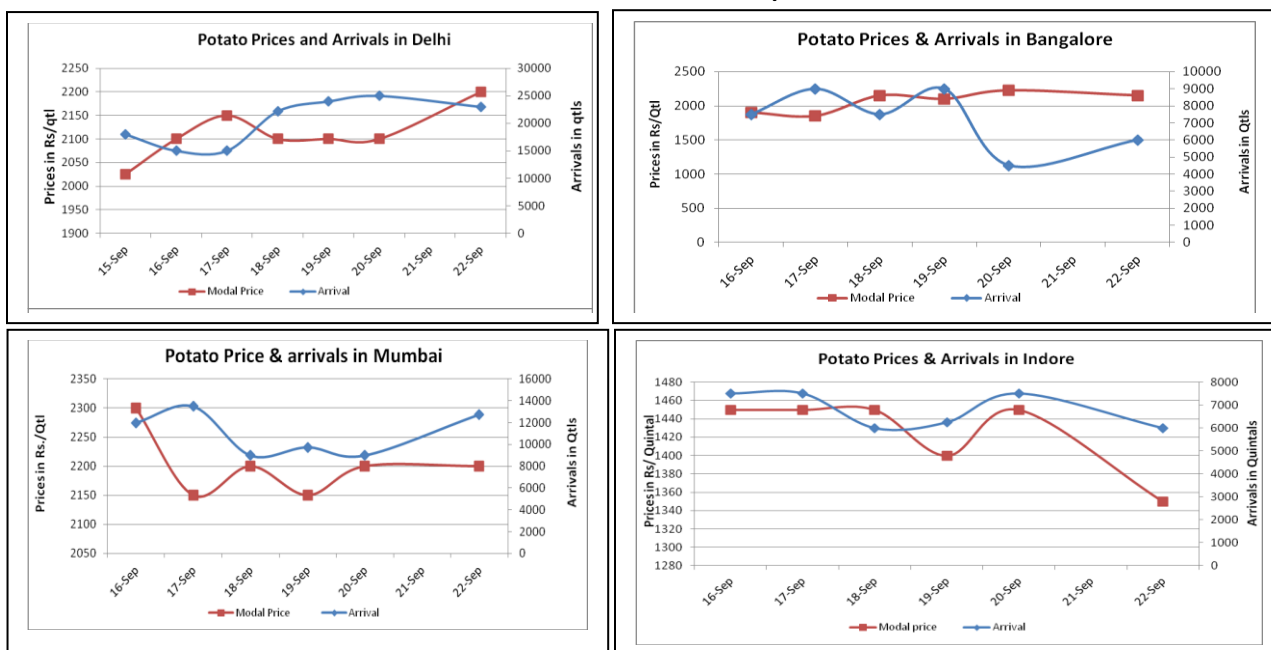 Potato Prices and Arrivals in Delhi
Prices in Rs/qtl
2250
2200
2150
2100
2050
2000
1950
1900
30000
25000
20000
15000
10000
5000
0
Arrivals in qtls
15-Sep
16-Sep
17-Sep
18-Sep
19-Sep
20-Sep
22-Sep
Modal Price
Arrival
Potato Prices & Arrivals in Bangalore
Prices in Rs/Qtl
2500
2000
1500
1000
500
0
10000
9000
8000
7000
6000
5000
4000
3000
2000
1000
0
Arrivals in Qtls
16-Sep
17-Sep
18-Sep
19-Sep
20-Sep
21-Sep
22-Sep
Modal Price
Arrival
Potato Price & arrivals in Mumbai
Prices in Rs./Qtl
2350
2300
2250
2200
2150
2100
2050
16000
14000
12000
10000
8000
6000
4000
2000
0
Arrivals in Qtls
16-Sep
17-Sep
18-Sep
19-Sep
20-Sep
21-Sep
22-Sep
Modal Price
Arrival
Potato Prices & Arrivals in Indore
Prices in Rs/ Quintal
1480
1460
1440
1420
1400
1380
1360
1340
1320
1300
1280
8000
7000
6000
5000
4000
3000
2000
1000
0
Arrivals in Quintals
16-Sep
17-Sep
18-Sep
19-Sep
20-Sep
21-Sep
22-Sep
Modal price
Arrival